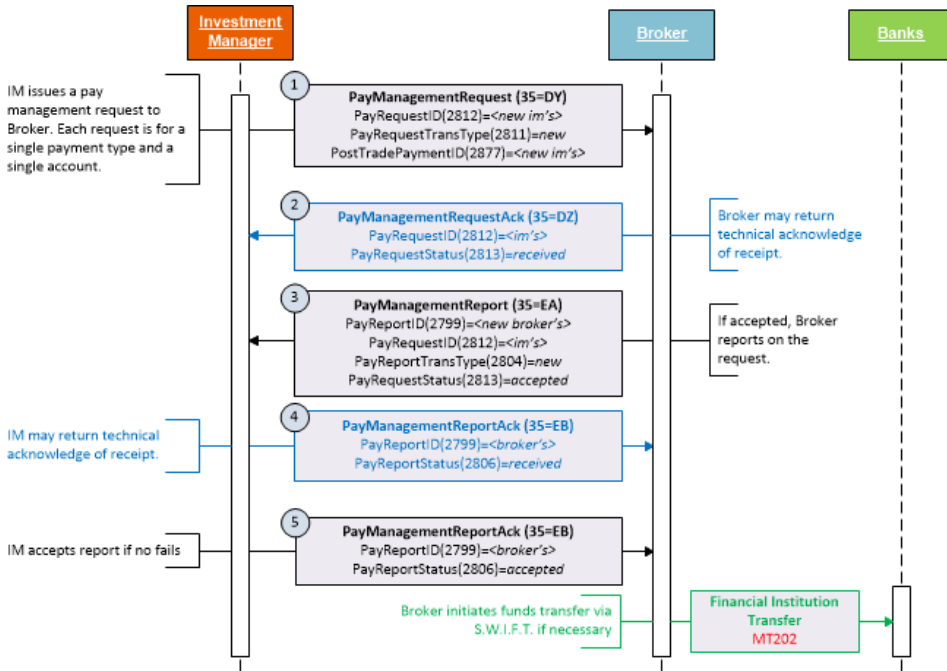 Investment
Manager
Broker
Banks
IM issues a pay
management request to
Broker. Each request is for a
single payment type and a
single account.
1
PayManagementRequest (35=DY)
PayRequestID(2812)=<new im's>
PayRequestTransType(2811)=new
PostTradePaymentID(2877)=<new im's>
2
PayManagementRequestAck (35=DZ)
PayRequestID(2812)=<im's>
PayRequestStatus(2813)=received
Broker may return
technical acknowledge
of receipt.
3
PayManagementReport (35=EA)
PayReportID(2799)=<new broker's>
PayRequestID(2812)=<im's>
PayReportTransType(2804)=new
PayRequestStatus(2813)=accepted
If accepted, Broker
reports on the
request.
IM may return technical
acknowledge of receipt.
4
PayManagementReportAck (35=EB)
PayReportID(2799)=<broker's>
PayReportStatus(2806)=received
IM accepts report if no fails
5
PayManagementReportAck (35=EB)
PayReportID(2799)=<broker's>
PayReportStatus(2806)=accepted
Broker initiates funds transfer via
S.W.I.F.T. if necessary
Financial Institution
Transfer
MT202